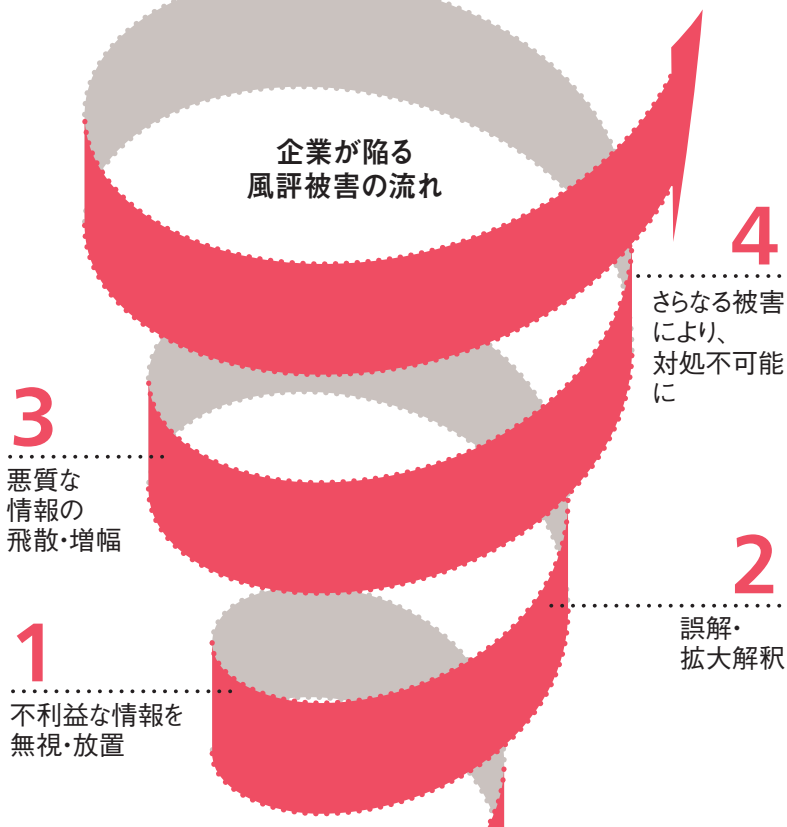 企業が陥る
風評被害の流れ
4
さらなる被害
により、
対処不可能
に
3
悪質な
情報の
飛散・増幅
2
誤解・
拡大解釈
1
不利益な情報を
無視・放置